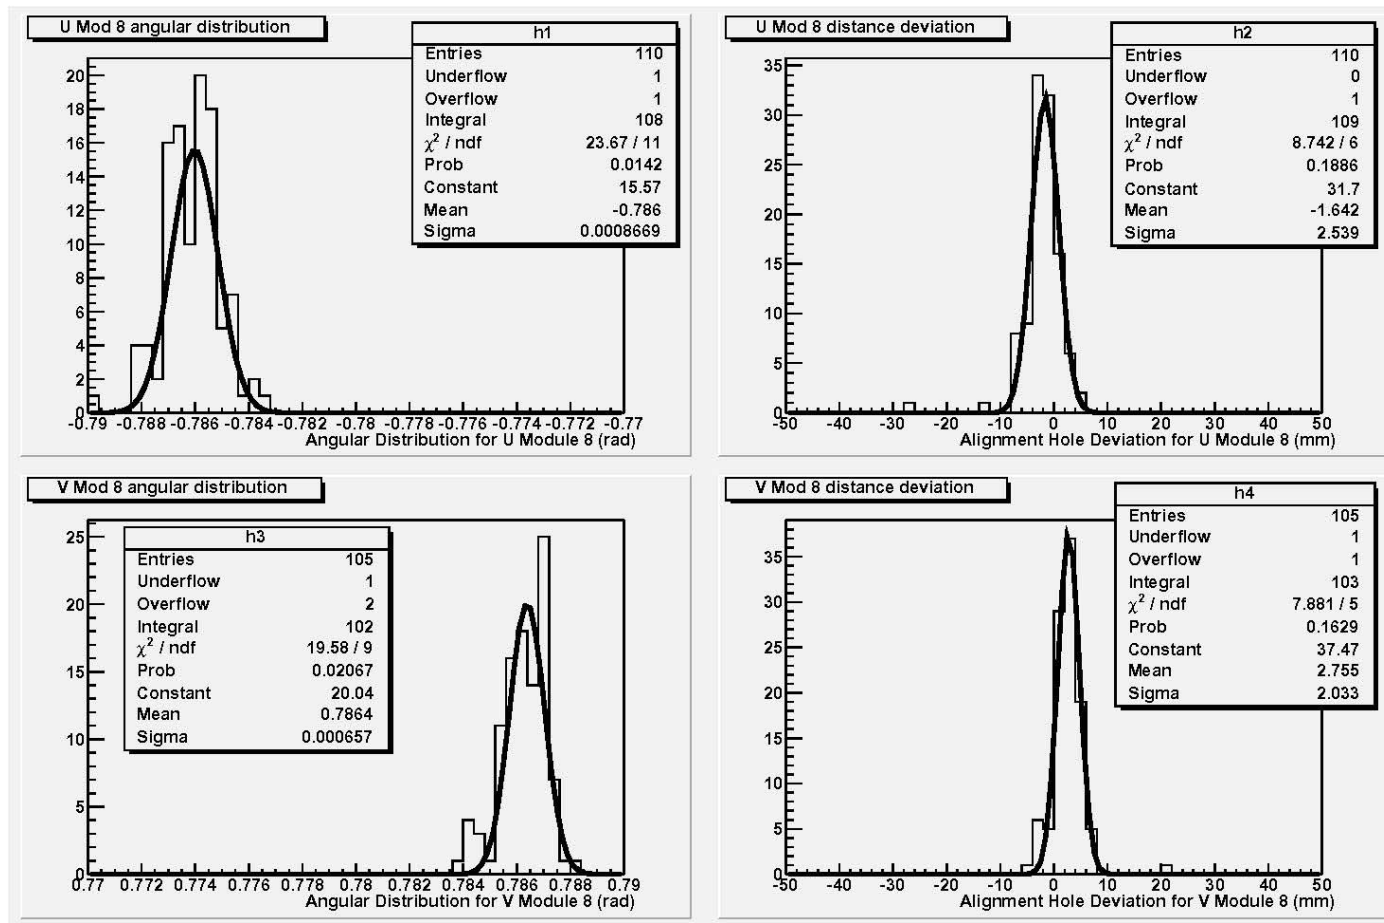 U Mod 8 angular distribution
h1
Entries 110
Underflow 1
Overflow 1
Integral 108
χ² / ndf 23.67 / 11
Prob 0.0142
Constant 15.57
Mean -0.786
Sigma 0.0008669
20
18
16
14
12
10
8
6
4
2
0
-0.79 -0.788 -0.786 -0.784 -0.782 -0.78 -0.778 -0.776 -0.774 -0.772 -0.77
Angular Distribution for U Module 8 (rad)
U Mod 8 distance deviation
h2
Entries 110
Underflow 0
Overflow 1
Integral 109
χ² / ndf 8.742 / 6
Prob 0.1886
Constant 31.7
Mean -1.642
Sigma 2.539
35
30
25
20
15
10
5
0
-50 -40 -30 -20 -10 0 10 20 30 40 50
Alignment Hole Deviation for U Module 8 (mm)
V Mod 8 angular distribution
h3
Entries 105
Underflow 1
Overflow 2
Integral 102
χ² / ndf 19.58 / 9
Prob 0.02067
Constant 20.04
Mean 0.7864
Sigma 0.000657
25
20
15
10
5
0
0.77 0.772 0.774 0.776 0.778 0.78 0.782 0.784 0.786 0.788 0.79
Angular Distribution for V Module 8 (rad)
V Mod 8 distance deviation
h4
Entries 105
Underflow 1
Overflow 1
Integral 103
χ² / ndf 7.881 / 5
Prob 0.1629
Constant 37.47
Mean 2.755
Sigma 2.033
35
30
25
20
15
10
5
0
-50 -40 -30 -20 -10 0 10 20 30 40 50
Alignment Hole Deviation for V Module 8 (mm)